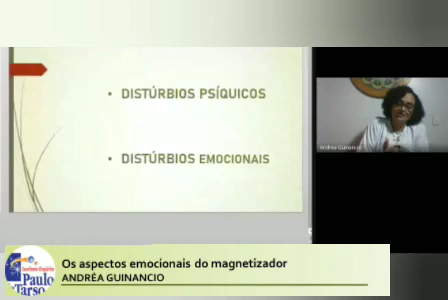 • DISTÚRBIOS PSÍQUICOS
• DISTÚRBIOS EMOCIONAIS
Andréa Guinancio
Os aspectos emocionais do magnetizador
ANDRÉA GUINANCIO
Paulo
Tarso